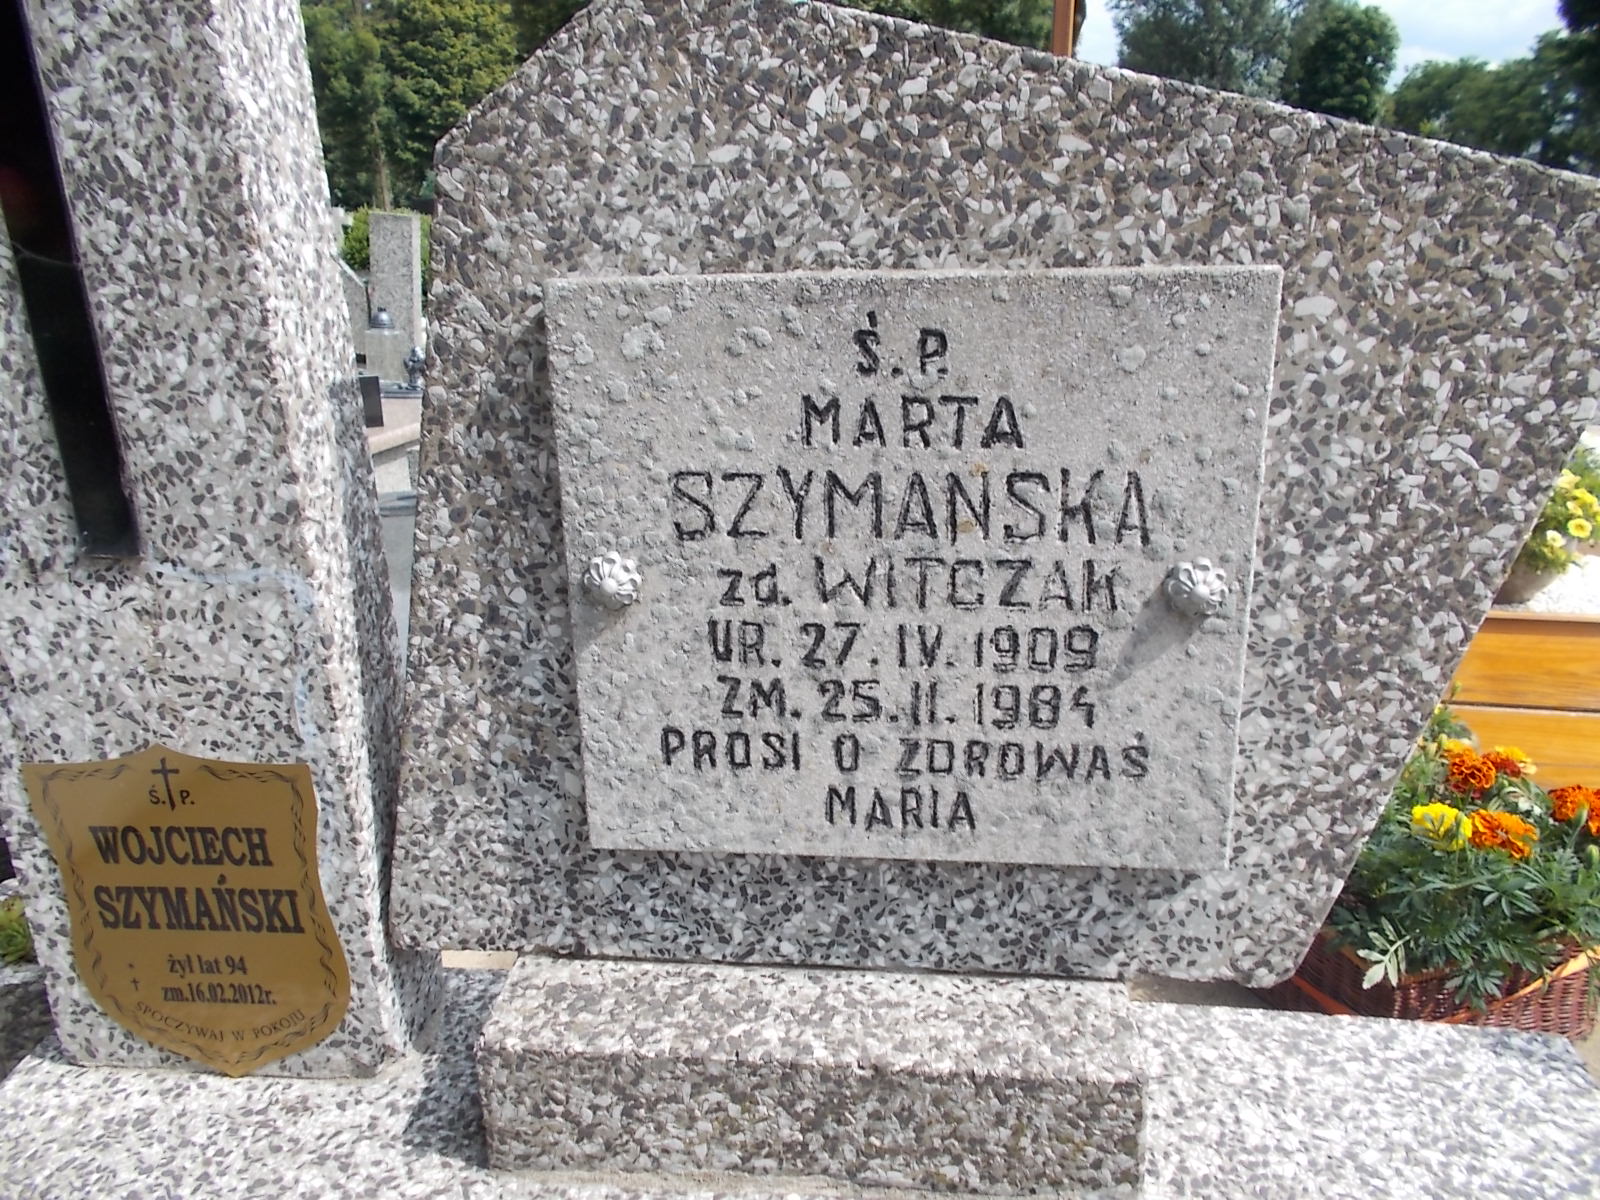 Ś.P.
MARTA
SZYMANSKA
zd. WITCZAK
UR. 27. IV. 1909
ZM. 25. II. 1984
PROSI O ZDROWAŚ
MARIA
Ś. P.
WOJCIECH
SZYMAŃSKI
żył lat 94
zm.16.02.2012r.
SPOCZYWAJ W POKOJU